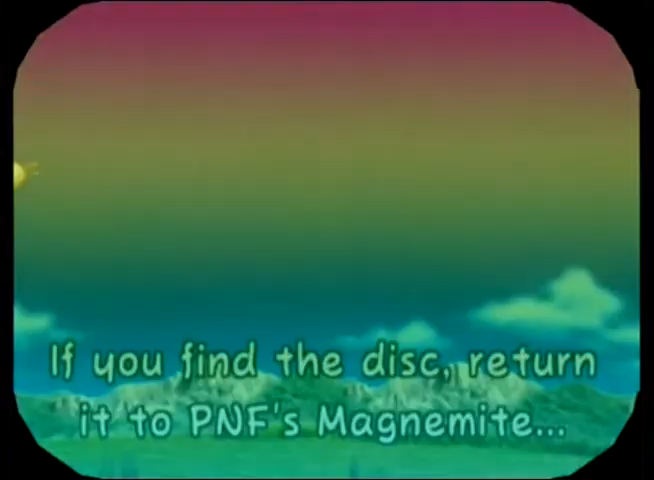 If you find the disc, return
it to PNF's Magnemite...